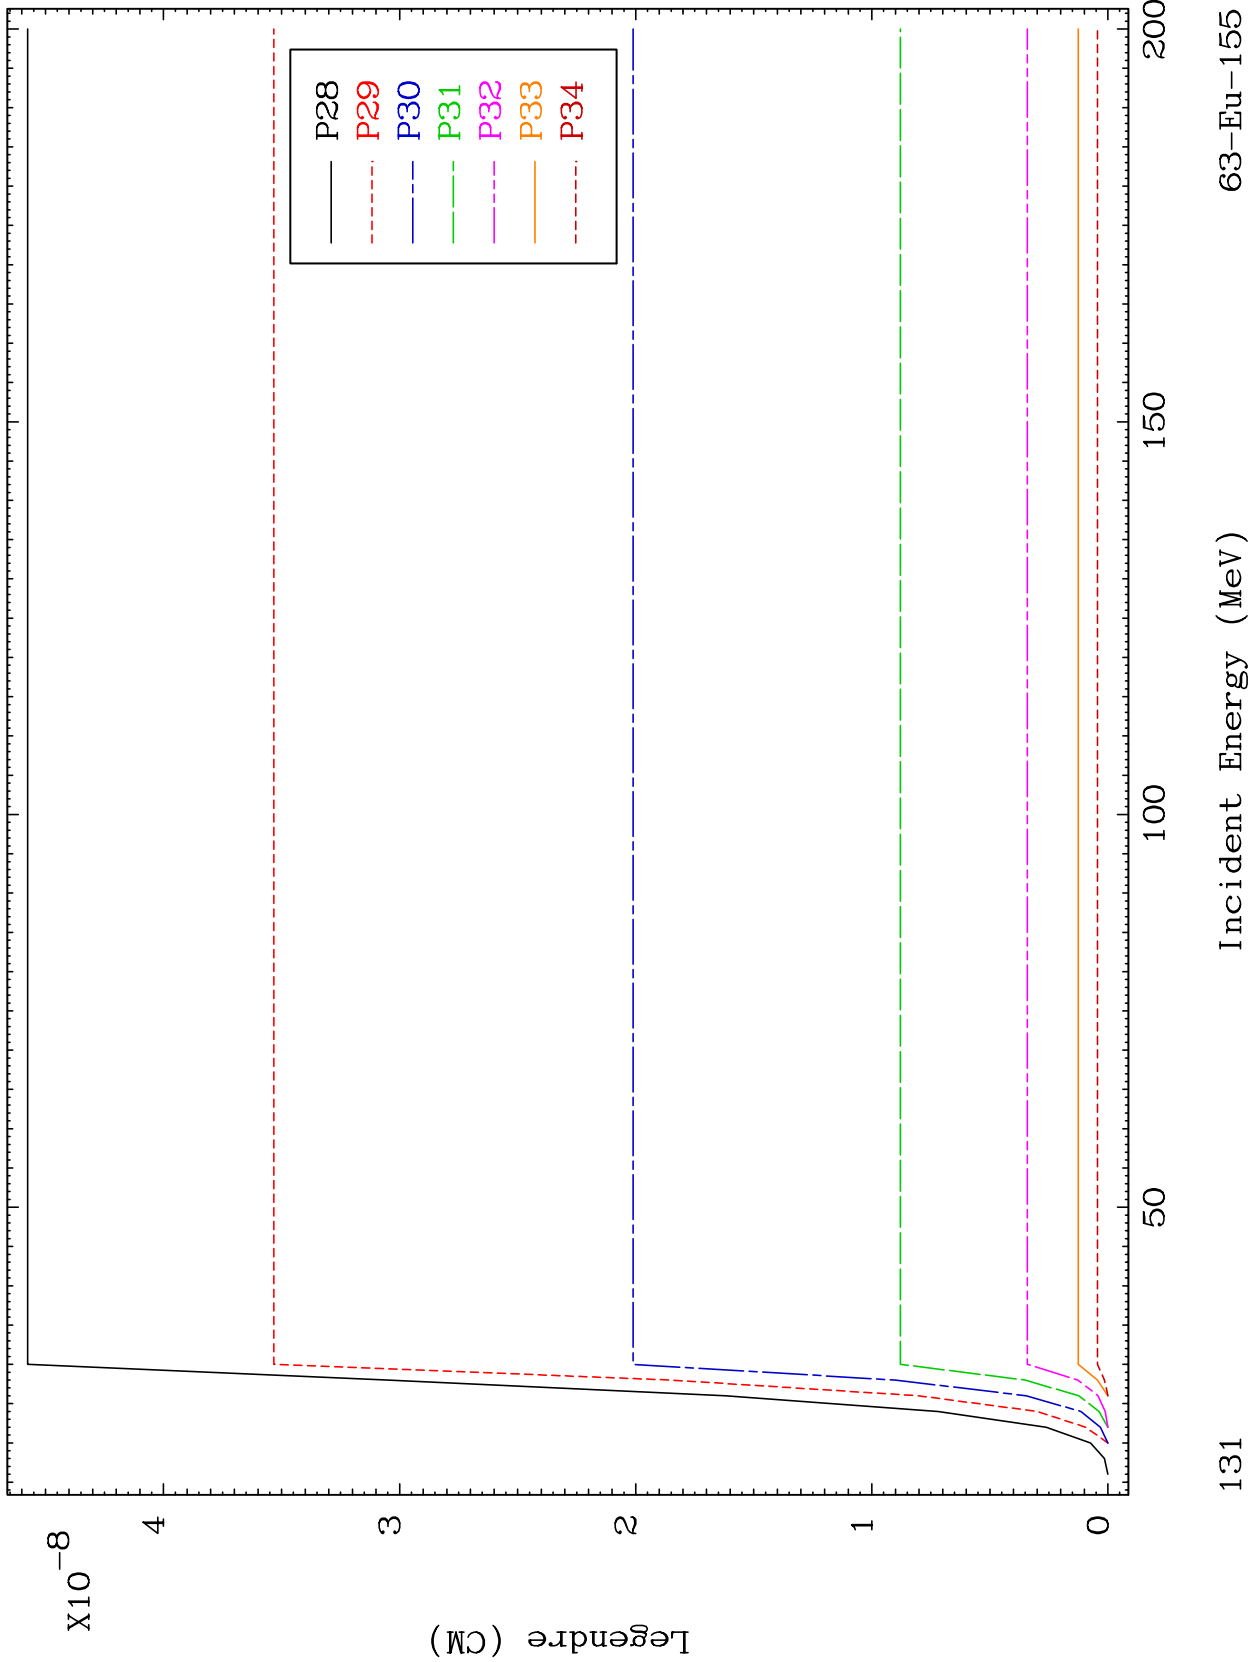 X10-8
4
3
2
1
0
Legendre (CM)
P28
P29
P30
P31
P32
P33
P34
50
100
150
200
131
Incident Energy (MeV)
63-Eu-155